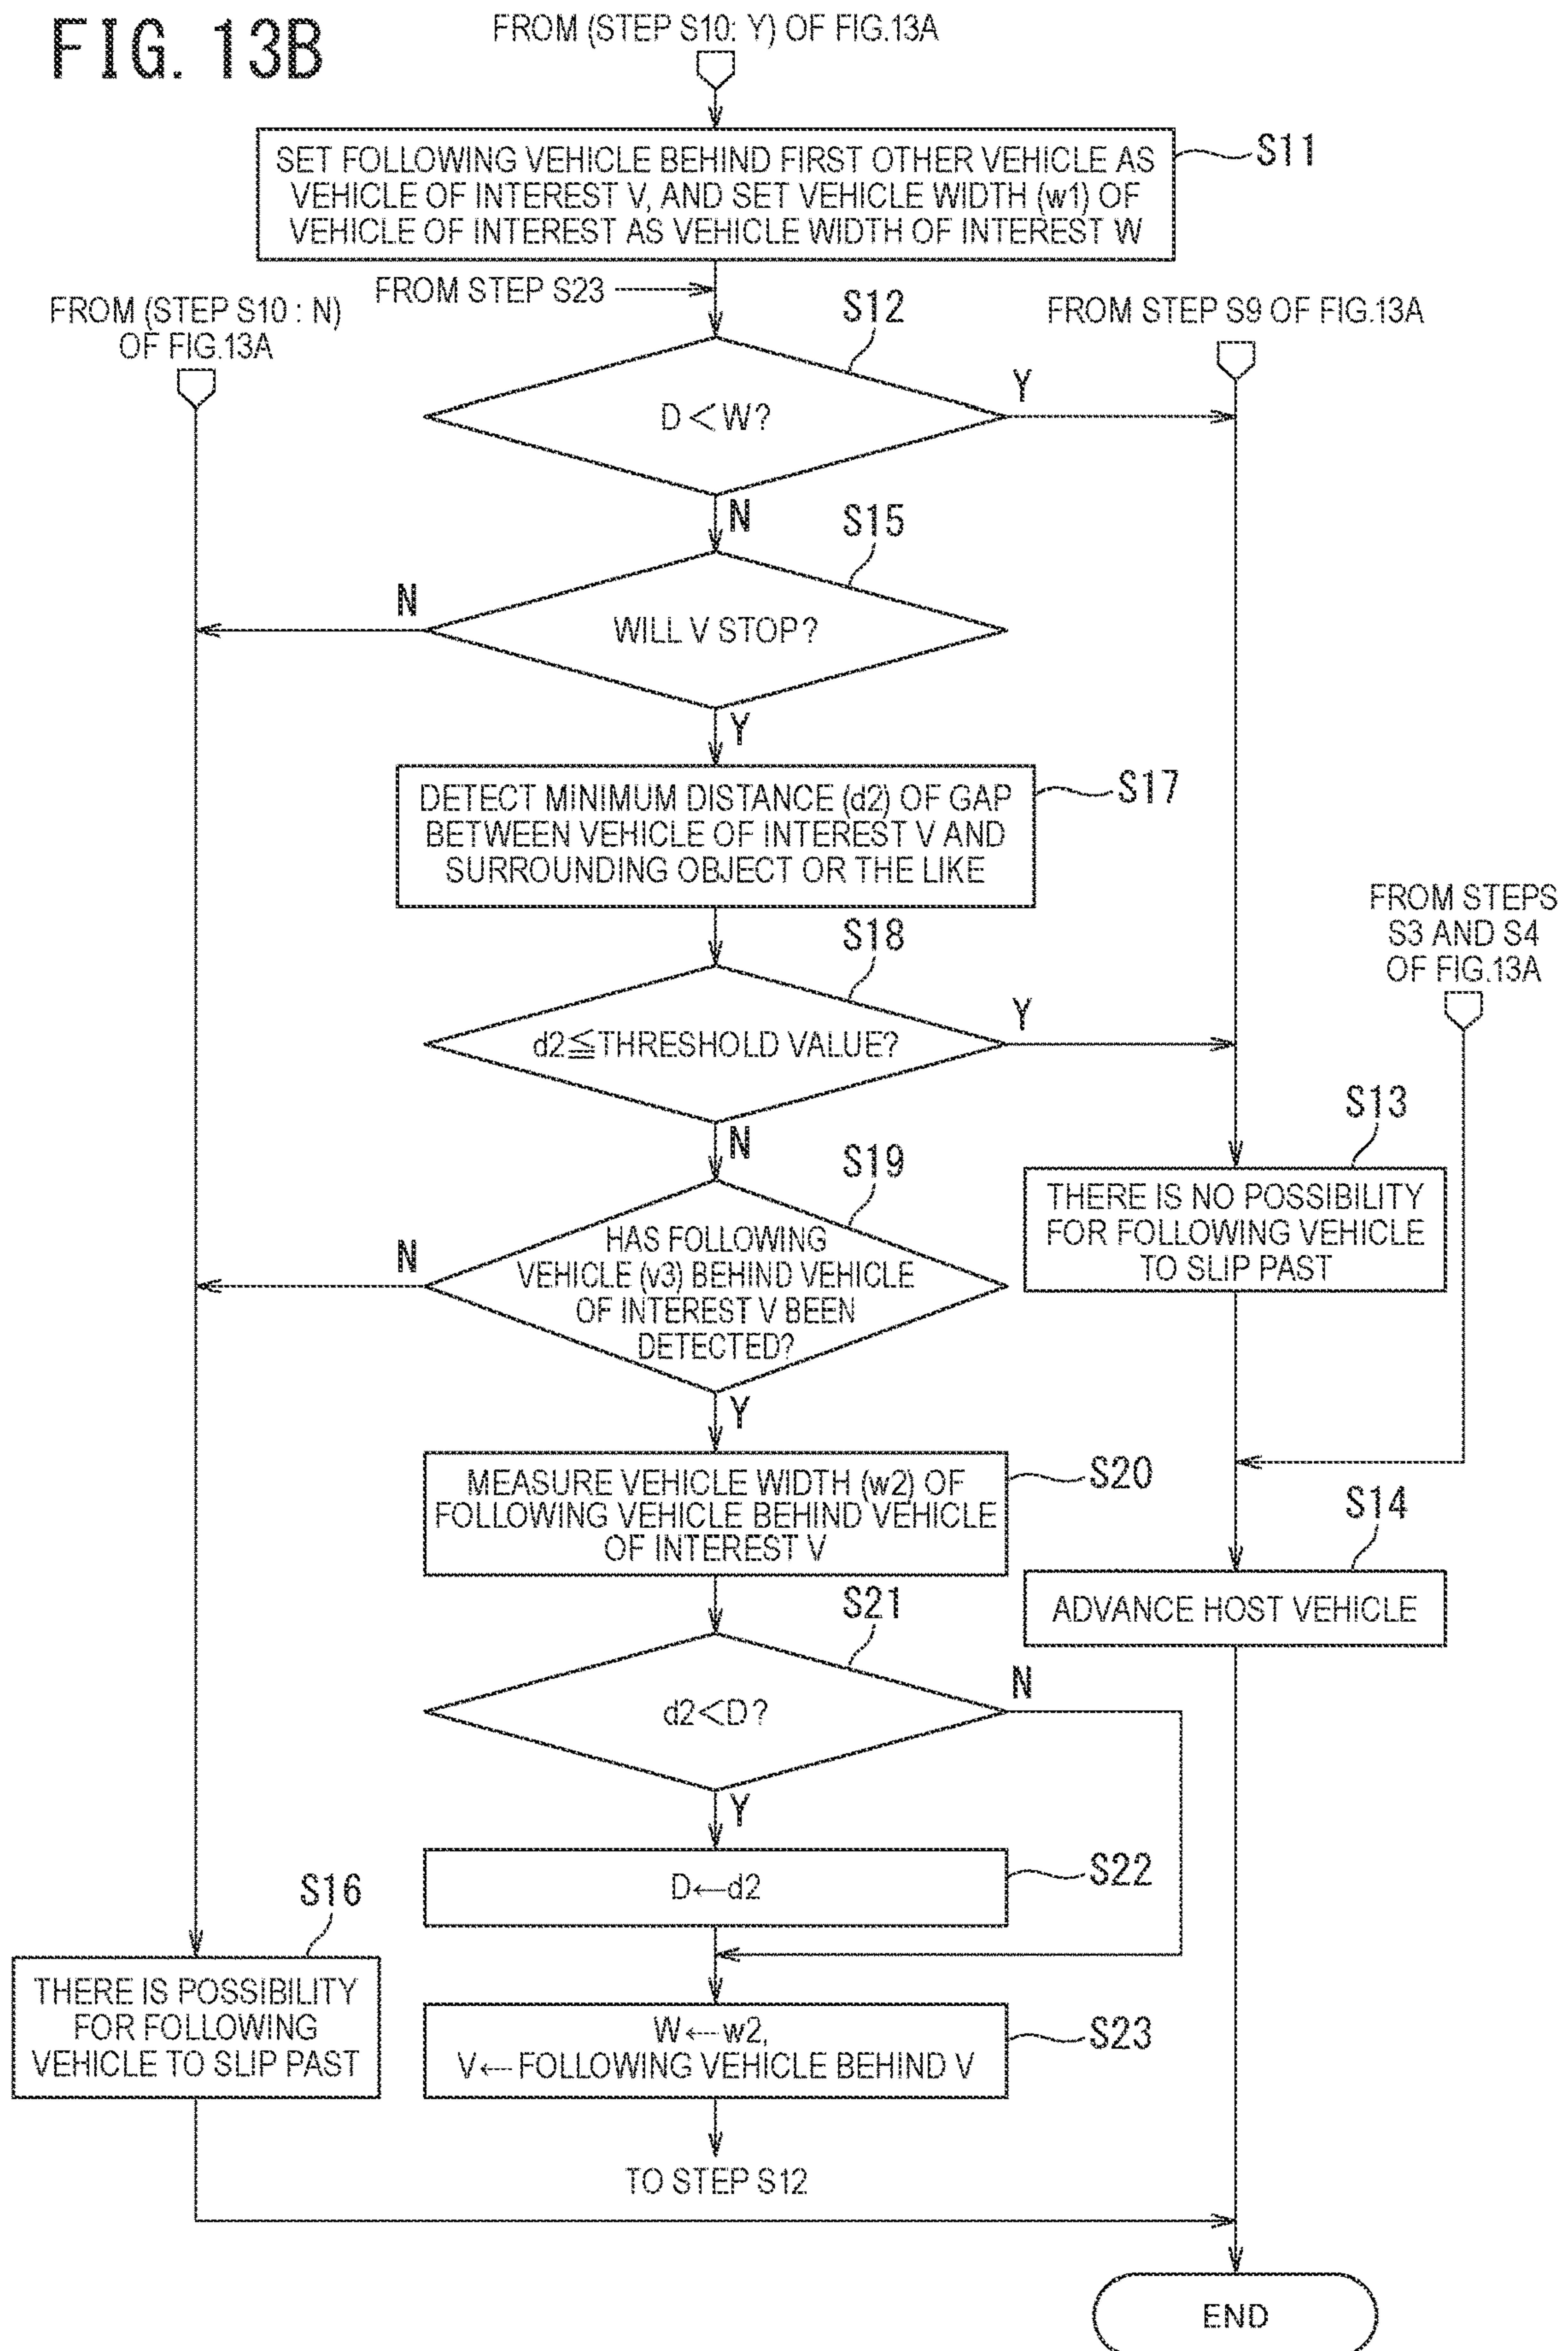 FIG. 13B
FROM (STEP S10: Y) OF FIG.13A
SET FOLLOWING VEHICLE BEHIND FIRST OTHER VEHICLE AS
VEHICLE OF INTEREST V, AND SET VEHICLE WIDTH (w1) OF
VEHICLE OF INTEREST AS VEHICLE WIDTH OF INTEREST W
S11
FROM STEP S23
FROM (STEP S10 : N)
OF FIG.13A
S12
FROM STEP S9 OF FIG.13A
D<W?
Y
N
S15
WILL V STOP?
N
Y
DETECT MINIMUM DISTANCE (d2) OF GAP
BETWEEN VEHICLE OF INTEREST V AND
SURROUNDING OBJECT OR THE LIKE
S17
FROM STEPS
S3 AND S4
OF FIG.13A
S18
d2≦THRESHOLD VALUE?
Y
N
S13
THERE IS NO POSSIBILITY
FOR FOLLOWING VEHICLE
TO SLIP PAST
S19
HAS FOLLOWING
VEHICLE (v3) BEHIND VEHICLE
OF INTEREST V BEEN
DETECTED?
N
Y
MEASURE VEHICLE WIDTH (w2) OF
FOLLOWING VEHICLE BEHIND VEHICLE
OF INTEREST V
S20
S14
ADVANCE HOST VEHICLE
S21
d2<D?
N
Y
D←d2
S22
S16
THERE IS POSSIBILITY
FOR FOLLOWING
VEHICLE TO SLIP PAST
W←w2,
V←FOLLOWING VEHICLE BEHIND V
S23
TO STEP S12
END